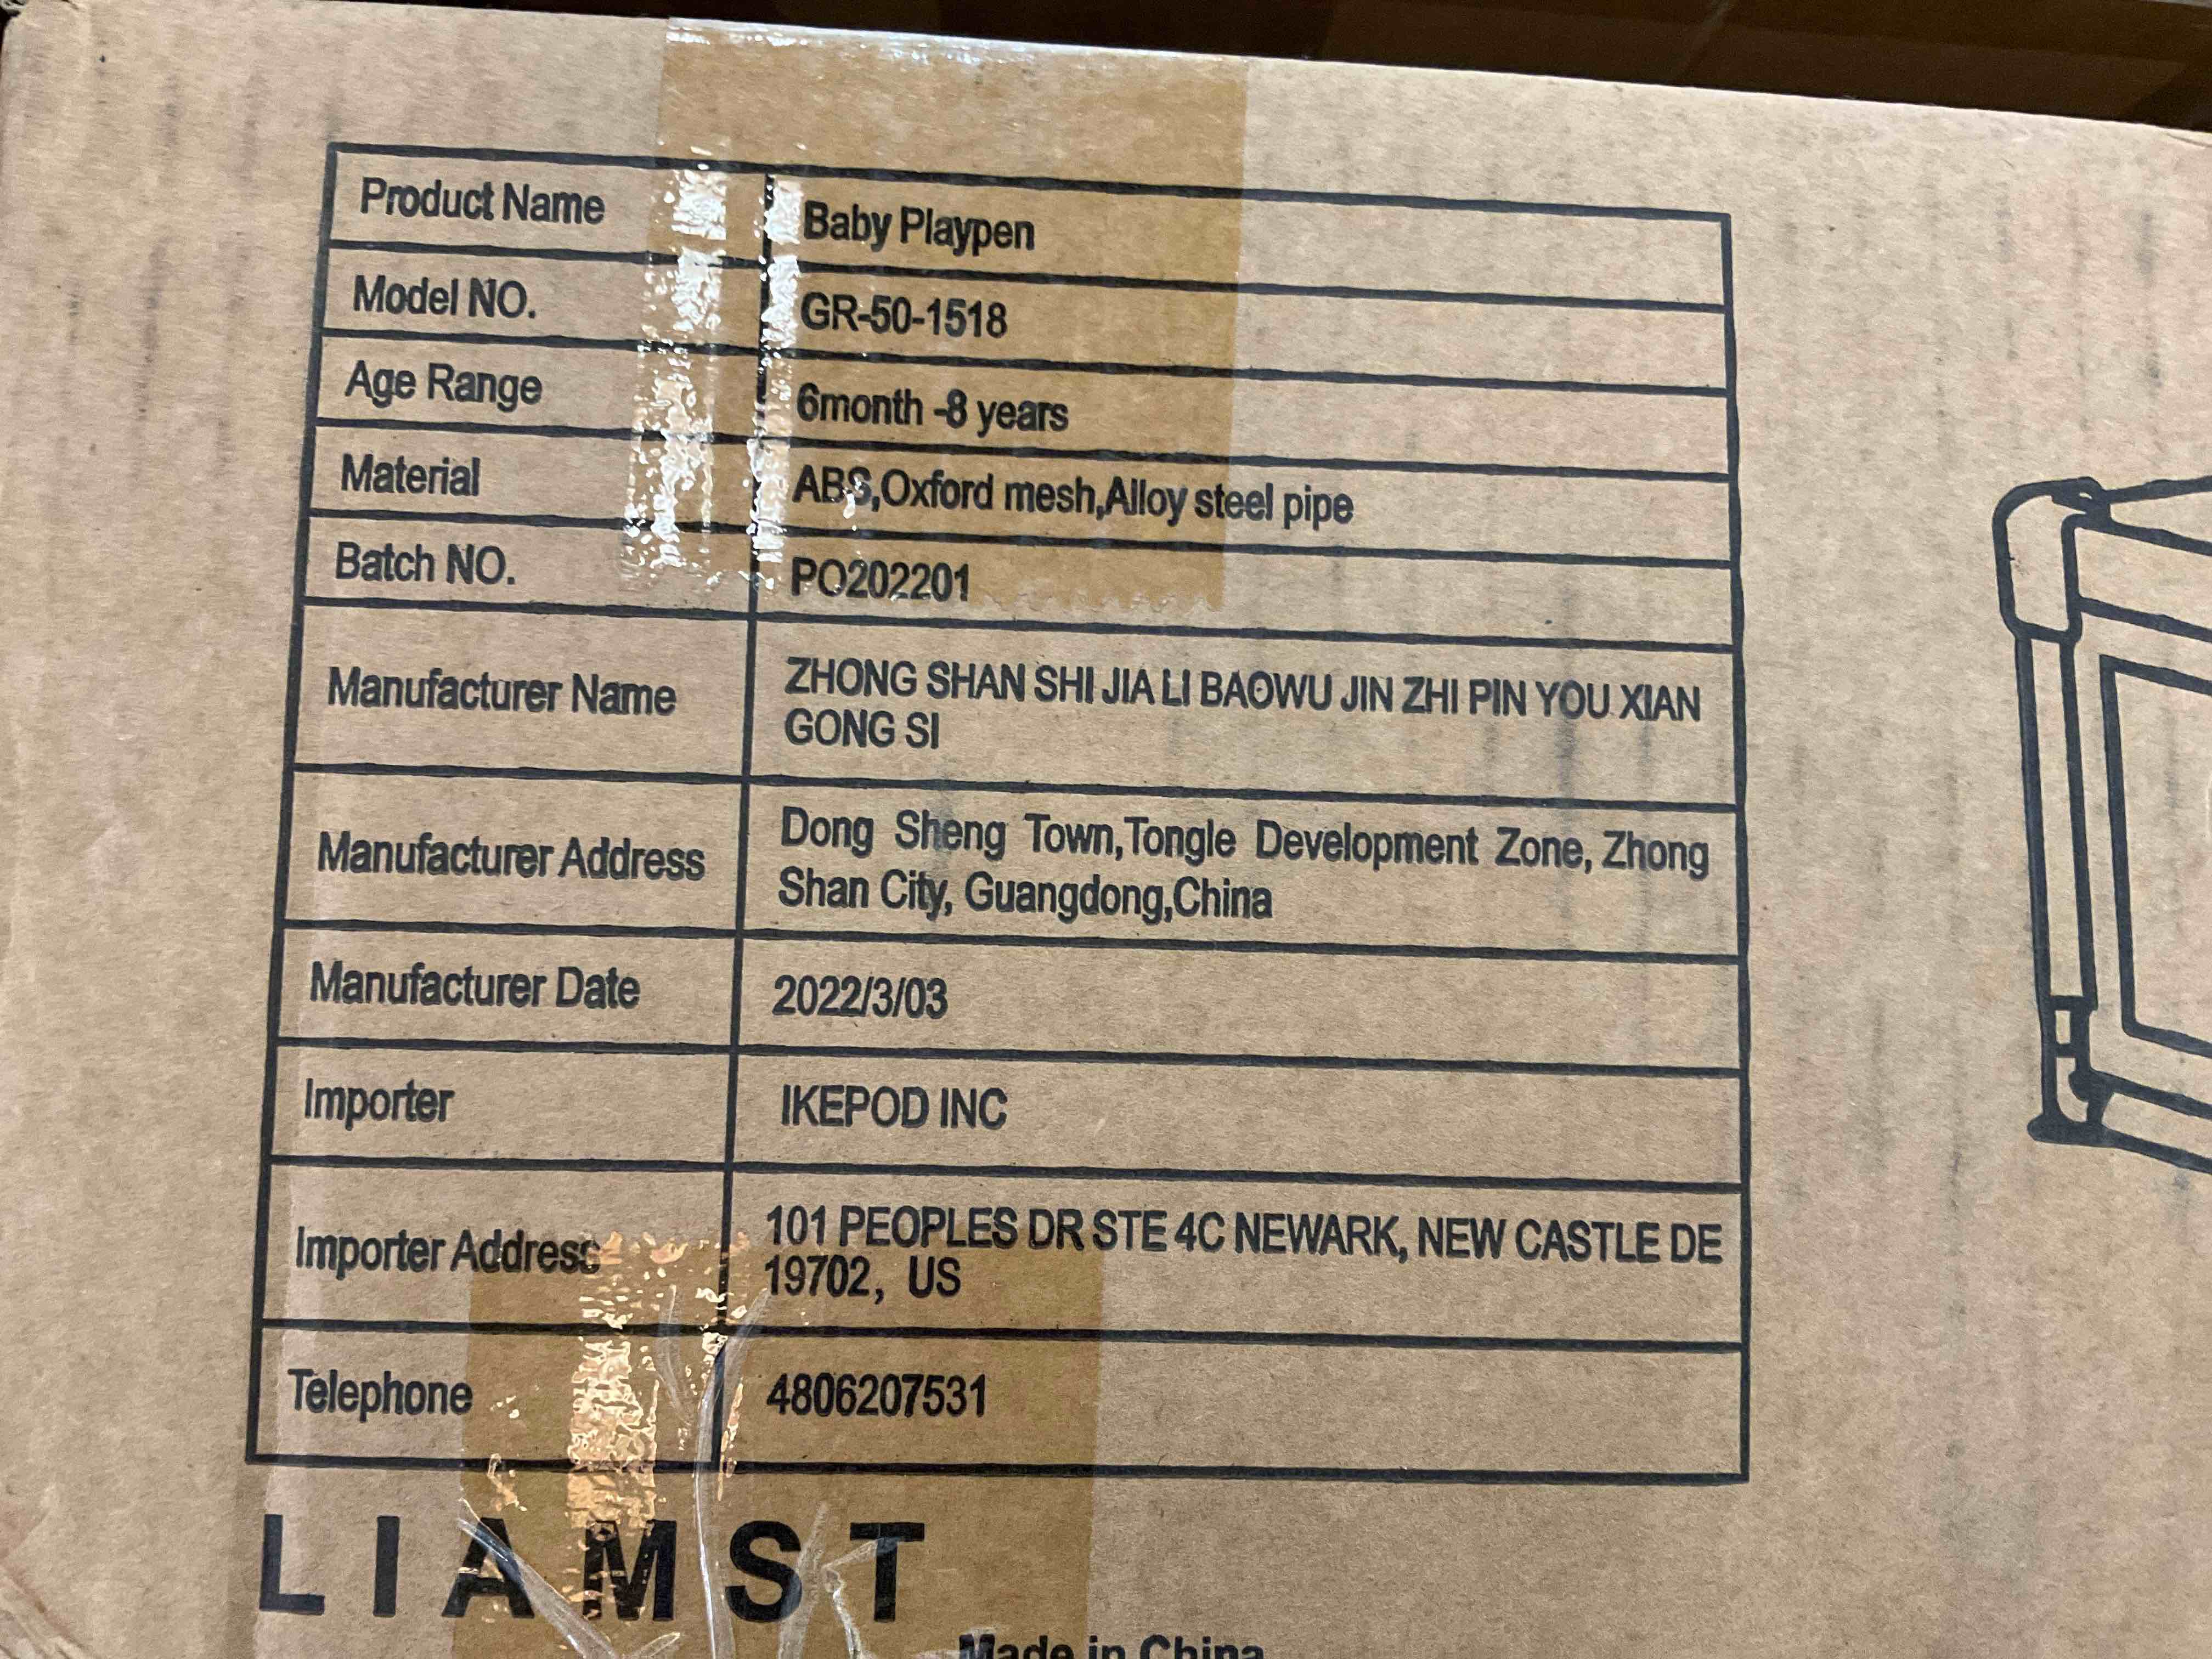 Product Name Baby Playpen
Model NO. GR-50-1518
Age Range 6month -8 years
Material ABS,Oxford mesh,Alloy steel pipe
Batch NO. PO202201
Manufacturer Name ZHONG SHAN SHI JIA LI BAOWU JIN ZHI PIN YOU XIAN
GONG SI
Manufacturer Address Dong Sheng Town,Tongle Development Zone, Zhong
Shan City, Guangdong,China
Manufacturer Date 2022/3/03
Importer IKEPOD INC
Importer Address 101 PEOPLES DR STE 4C NEWARK, NEW CASTLE DE
19702, US
Telephone 4806207531
LIAMST
Made in China